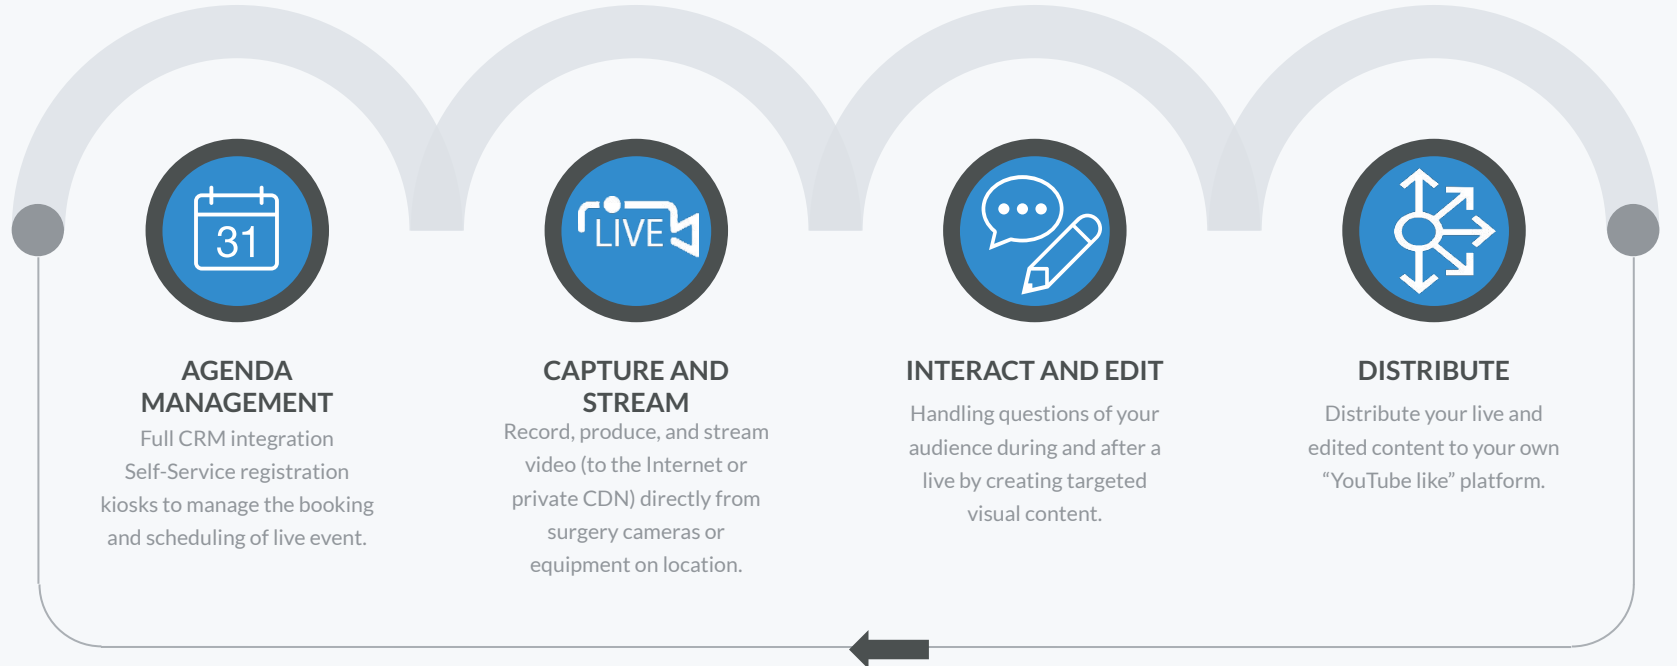 31
AGENDA
MANAGEMENT
Full CRM integration
Self-Service registration
kiosks to manage the booking
and scheduling of live event.
LIVE
CAPTURE AND
STREAM
Record, produce, and stream
video (to the Internet or
private CDN) directly from
surgery cameras or
equipment on location.
INTERACT AND EDIT
Handling questions of your
audience during and after a
live by creating targeted
visual content.
DISTRIBUTE
Distribute your live and
edited content to your own
“YouTube like” platform.